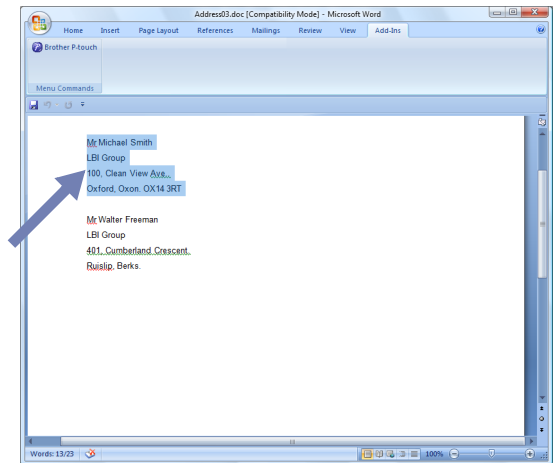 Address03.doc [Compatibility Mode] - Microsoft Word
Home Insert Page Layout References Mailings Review View Add-Ins
Brother P-touch
Menu Commands
Mr Michael Smith
LBI Group
100, Clean View Ave.,
Oxford, Oxon. OX14 3RT
Mr Walter Freeman
LBI Group
401, Cumberland Crescent,
Ruislip, Berks.
Words: 13/23 100%